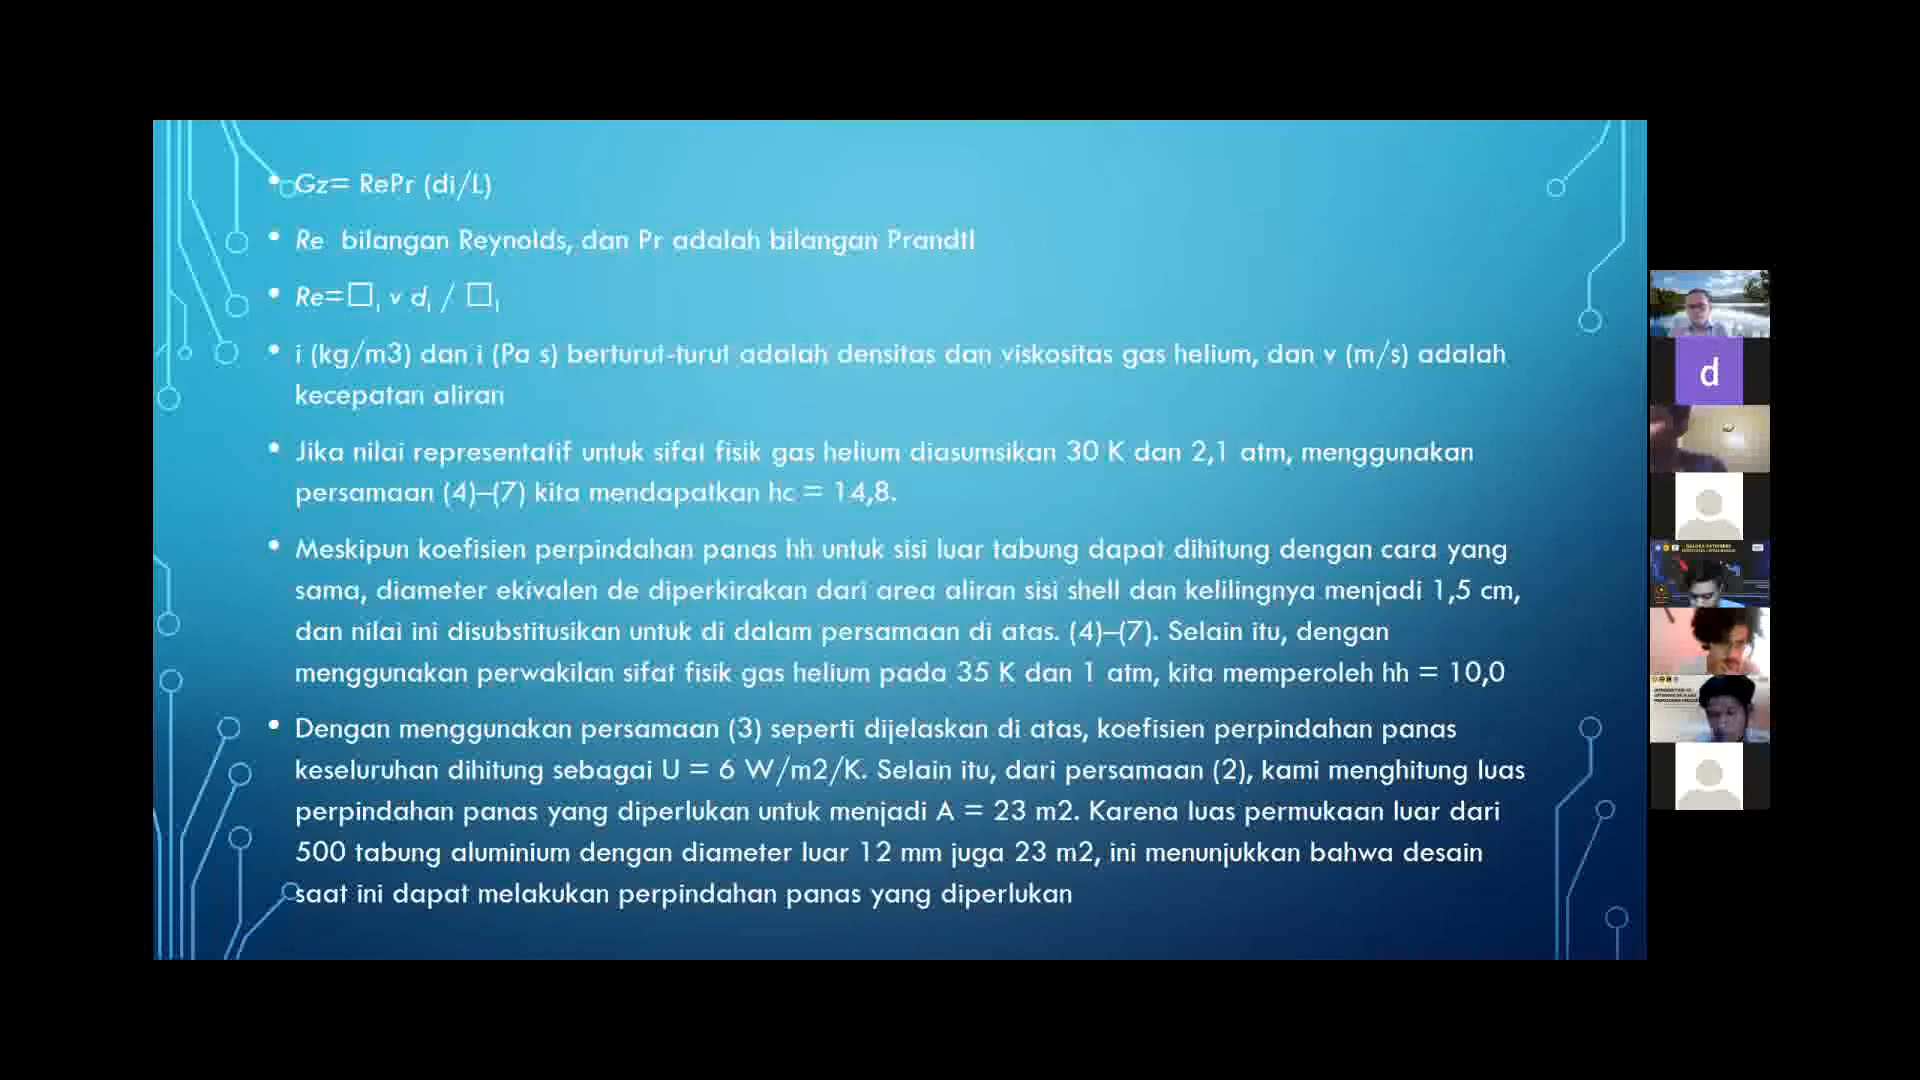 • Gz= RePr (di/L)
• Re bilangan Reynolds, dan Pr adalah bilangan Prandtl
• Re=□i v di / □i
• i (kg/m3) dan i (Pa s) berturut-turut adalah densitas dan viskositas gas helium, dan v (m/s) adalah
kecepatan aliran
• Jika nilai representatif untuk sifat fisik gas helium diasumsikan 30 K dan 2,1 atm, menggunakan
persamaan (4)–(7) kita mendapatkan hc = 14,8.
• Meskipun koefisien perpindahan panas hh untuk sisi luar tabung dapat dihitung dengan cara yang
sama, diameter ekivalen de diperkirakan dari area aliran sisi shell dan kelilingnya menjadi 1,5 cm,
dan nilai ini disubstitusikan untuk di dalam persamaan di atas. (4)–(7). Selain itu, dengan
menggunakan perwakilan sifat fisik gas helium pada 35 K dan 1 atm, kita memperoleh hh = 10,0
• Dengan menggunakan persamaan (3) seperti dijelaskan di atas, koefisien perpindahan panas
keseluruhan dihitung sebagai U = 6 W/m2/K. Selain itu, dari persamaan (2), kami menghitung luas
perpindahan panas yang diperlukan untuk menjadi A = 23 m2. Karena luas permukaan luar dari
500 tabung aluminium dengan diameter luar 12 mm juga 23 m2, ini menunjukkan bahwa desain
saat ini dapat melakukan perpindahan panas yang diperlukan
d